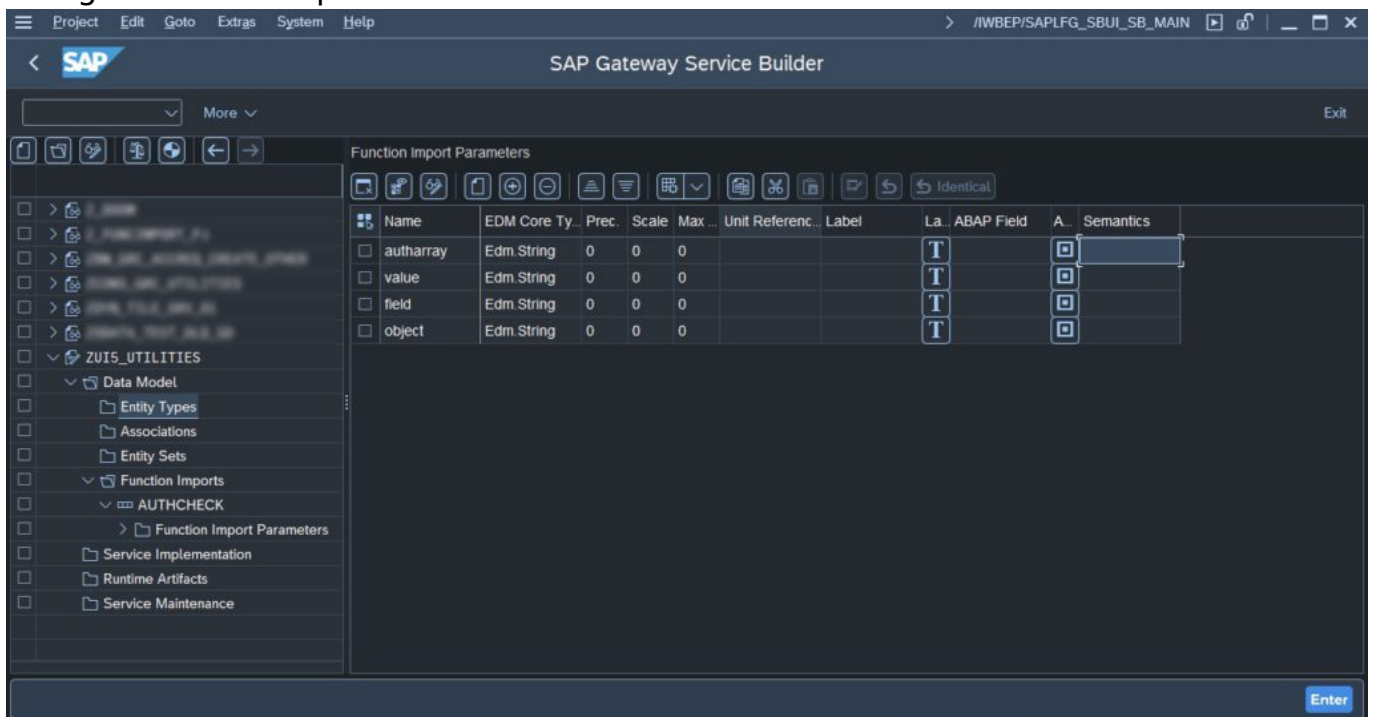 Project Edit Goto Extras System Help > /IWBEP/SAPLFG_SBUI_SB_MAIN
SAP SAP Gateway Service Builder
More Exit
Function Import Parameters
Identical
Name EDM Core Ty.. Prec. Scale Max ... Unit Referenc.. Label La.. ABAP Field A... Semantics
autharray Edm.String 0 0 0 T
value Edm.String 0 0 0 T
field Edm.String 0 0 0 T
object Edm.String 0 0 0 T
ZUI5_UTILITIES
Data Model
Entity Types
Associations
Entity Sets
Function Imports
AUTHCHECK
Function Import Parameters
Service Implementation
Runtime Artifacts
Service Maintenance
Enter